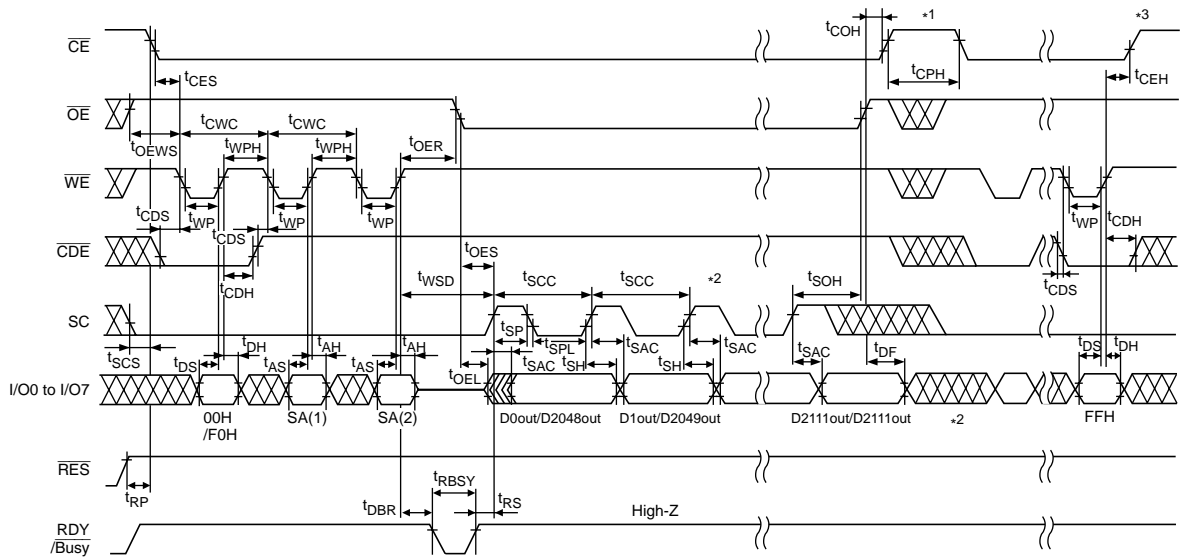 tCOH *1 *3
CE
tCPH
tCES tCEH
OE
tCWC tCWC
tOEWS tWPH tWPH tOER
WE
tCDS tWP tCDS tWP tWP tWP tCDH
CDE
tOES
tCDH tWSD tSCC tSCC *2 tSOH tCDS
SC
tSP tSPL tSAC tSAC
tSCS tDS tDH tAS tAH tAS tAH tOEL tSAC tSH tSH tSAC tDF tDS tDH
I/O0 to I/O7
00H /F0H SA(1) SA(2) D0out/D2048out D1out/D2049out D2111out/D2111out *2 FFH
RES
tRP tRBSY
tDBR tRS
RDY High-Z
/Busy